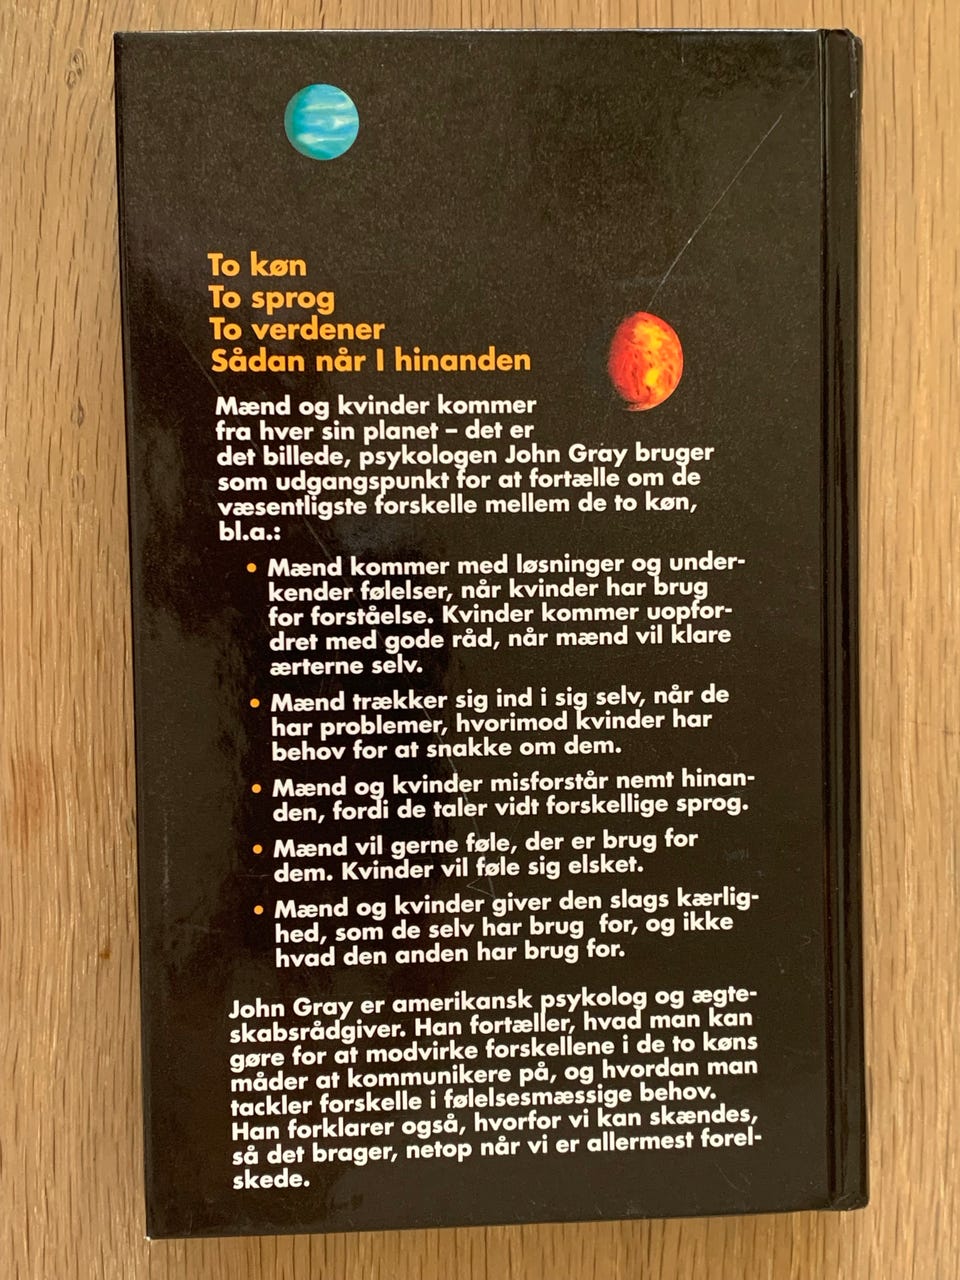 To køn
To sprog
To verdener
Sådan når I hinanden
Mænd og kvinder kommer
fra hver sin planet – det er
det billede, psykologen John Gray bruger
som udgangspunkt for at fortælle om de
væsentligste forskelle mellem de to køn,
bl.a.:
• Mænd kommer med løsninger og under-
kender følelser, når kvinder har brug
for forståelse. Kvinder kommer uopfor-
dret med gode råd, når mænd vil klare
ærterne selv.
• Mænd trækker sig ind i sig selv, når de
har problemer, hvorimod kvinder har
behov for at snakke om dem.
• Mænd og kvinder misforstår nemt hinan-
den, fordi de taler vidt forskellige sprog.
• Mænd vil gerne føle, der er brug for
dem. Kvinder vil føle sig elsket.
• Mænd og kvinder giver den slags kærlig-
hed, som de selv har brug for, og ikke
hvad den anden har brug for.
John Gray er amerikansk psykolog og ægte-
skabsrådgiver. Han fortæller, hvad man kan
gøre for at modvirke forskellene i de to køns
måder at kommunikere på, og hvordan man
tackler forskelle i følelsesmæssige behov.
Han forklarer også, hvorfor vi kan skændes,
så det brager, netop når vi er allermest forel-
skede.